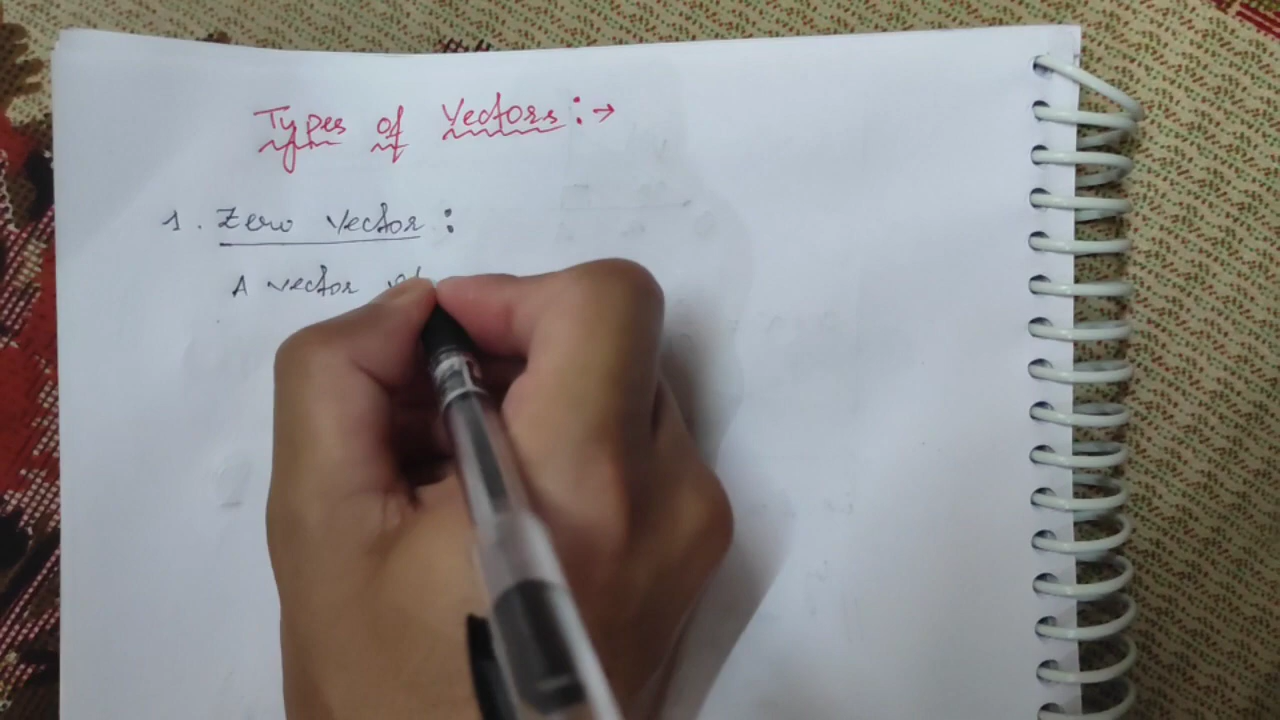 Types of Vectors :→
1. Zero Vector :
A vector